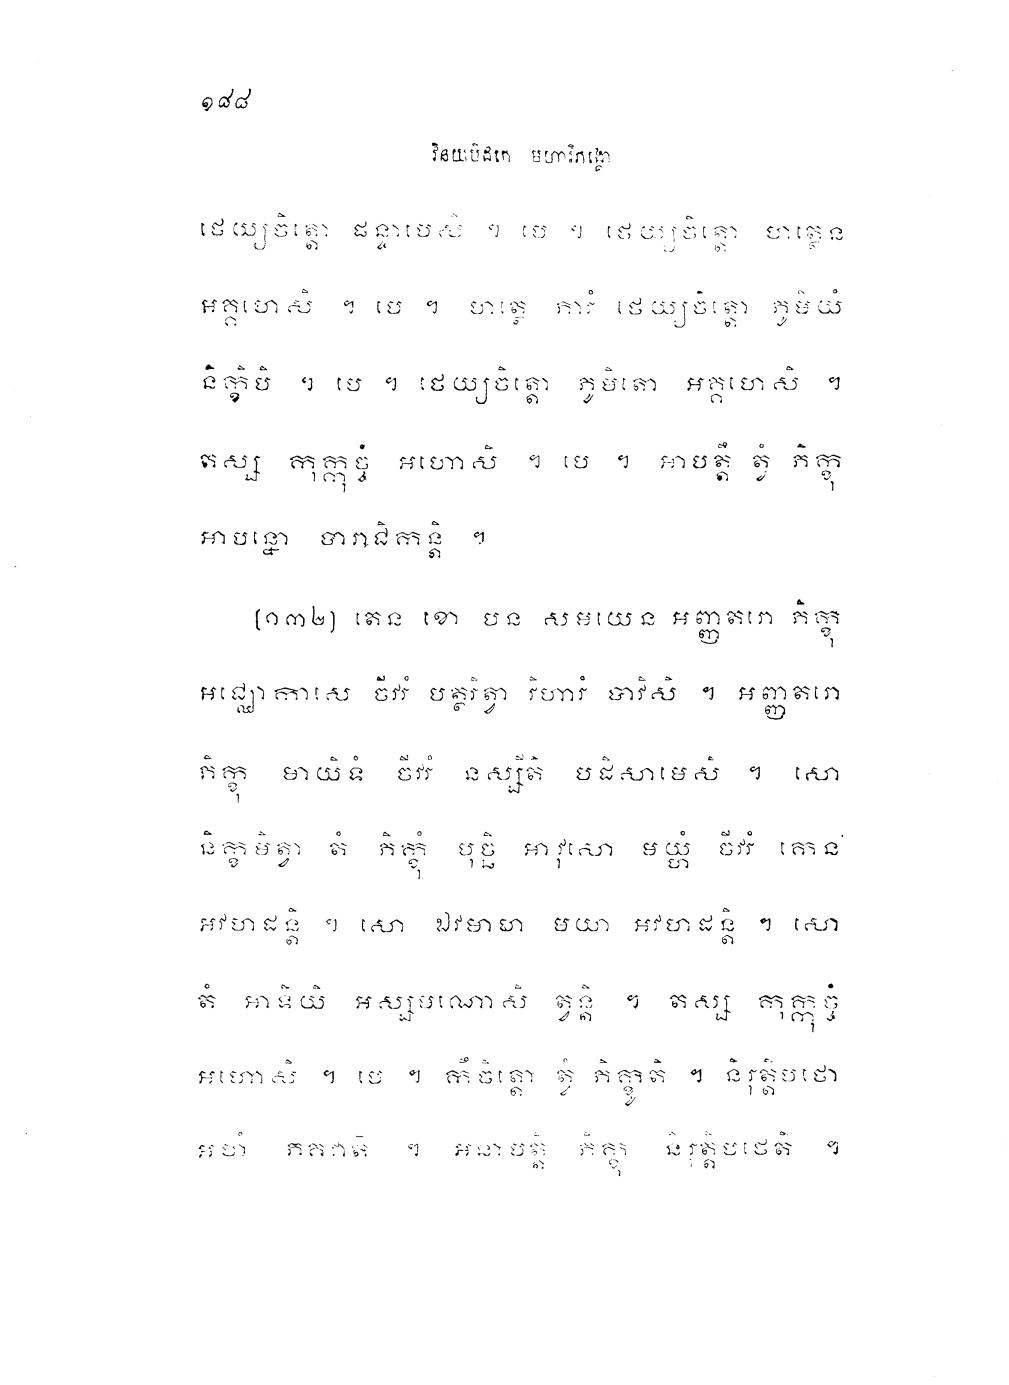 ១៨៨
វិនយបិដកេ មហាវិភង្គោ
ថេយ្យចិត្តោ ផន្ទាបេសិ ។ បេ ។ ថេយ្យចិត្តោ ហត្ថេន
អគ្គហេសិ ។ បេ ។ ហត្ថេ ភារំ ថេយ្យចិត្តោ ភូមិយំ
និក្ខិបិ ។ បេ ។ ថេយ្យចិត្តោ ភូមិតោ អគ្គហេសិ ។
តស្ស កុក្កុច្ចំ អហោសិ ។ បេ ។ អាបត្តឹ ត្វំ ភិក្ខុ
អាបន្នោ បារាជិកន្តិ ។
(១៣២) តេន ខោ បន សមយេន អញ្ញតរោ ភិក្ខុ
អជ្ឈោកាសេ ចីវរំ បត្ថរិត្វា វិហារំ បាវិសិ ។ អញ្ញតរោ
ភិក្ខុ មាយិទំ ចីវរំ នស្សីតិ បដិសាមេសិ ។ សោ
និក្ខមិត្វា តំ ភិក្ខុំ បុច្ឆិ អាវុសោ មយ្ហំ ចីវរំ កេន
អវហដន្តិ ។ សោ ឯវមាហ មយា អវហដន្តិ ។ សោ
តំ អាទិយិ អស្សមណោសិ ត្វន្តិ ។ តស្ស កុក្កុច្ចំ
អហោសិ ។ បេ ។ កឹចិត្តោ ត្វំ ភិក្ខូតិ ។ និរុត្តិបថោ
អហំ ភគវាតិ ។ អនាបត្តិ ភិក្ខុ និរុត្តិបថេតិ ។